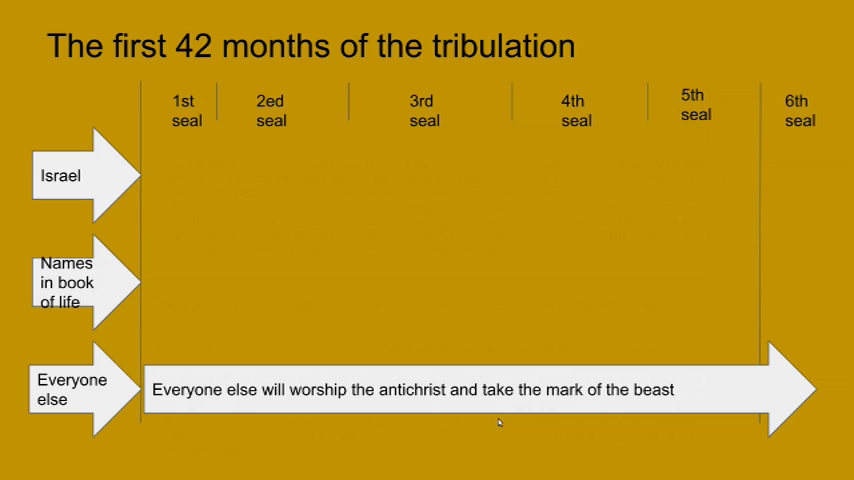 The first 42 months of the tribulation
1st
seal
2ed
seal
3rd
seal
4th
seal
5th
seal
6th
seal
Israel
Names
in book
of life
Everyone
else
Everyone else will worship the antichrist and take the mark of the beast